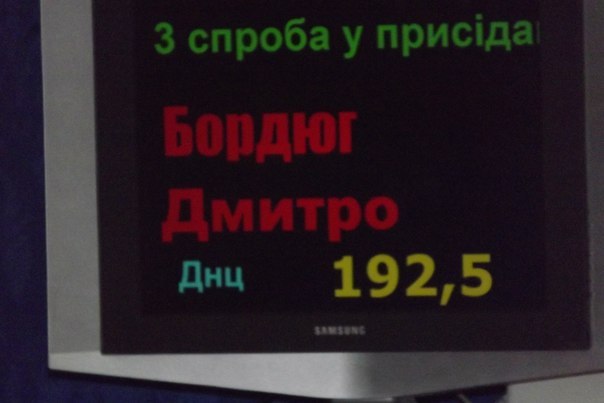 3 спроба у присіда
Бордюг
Дмитро
Днц 192,5
SAMSUNG